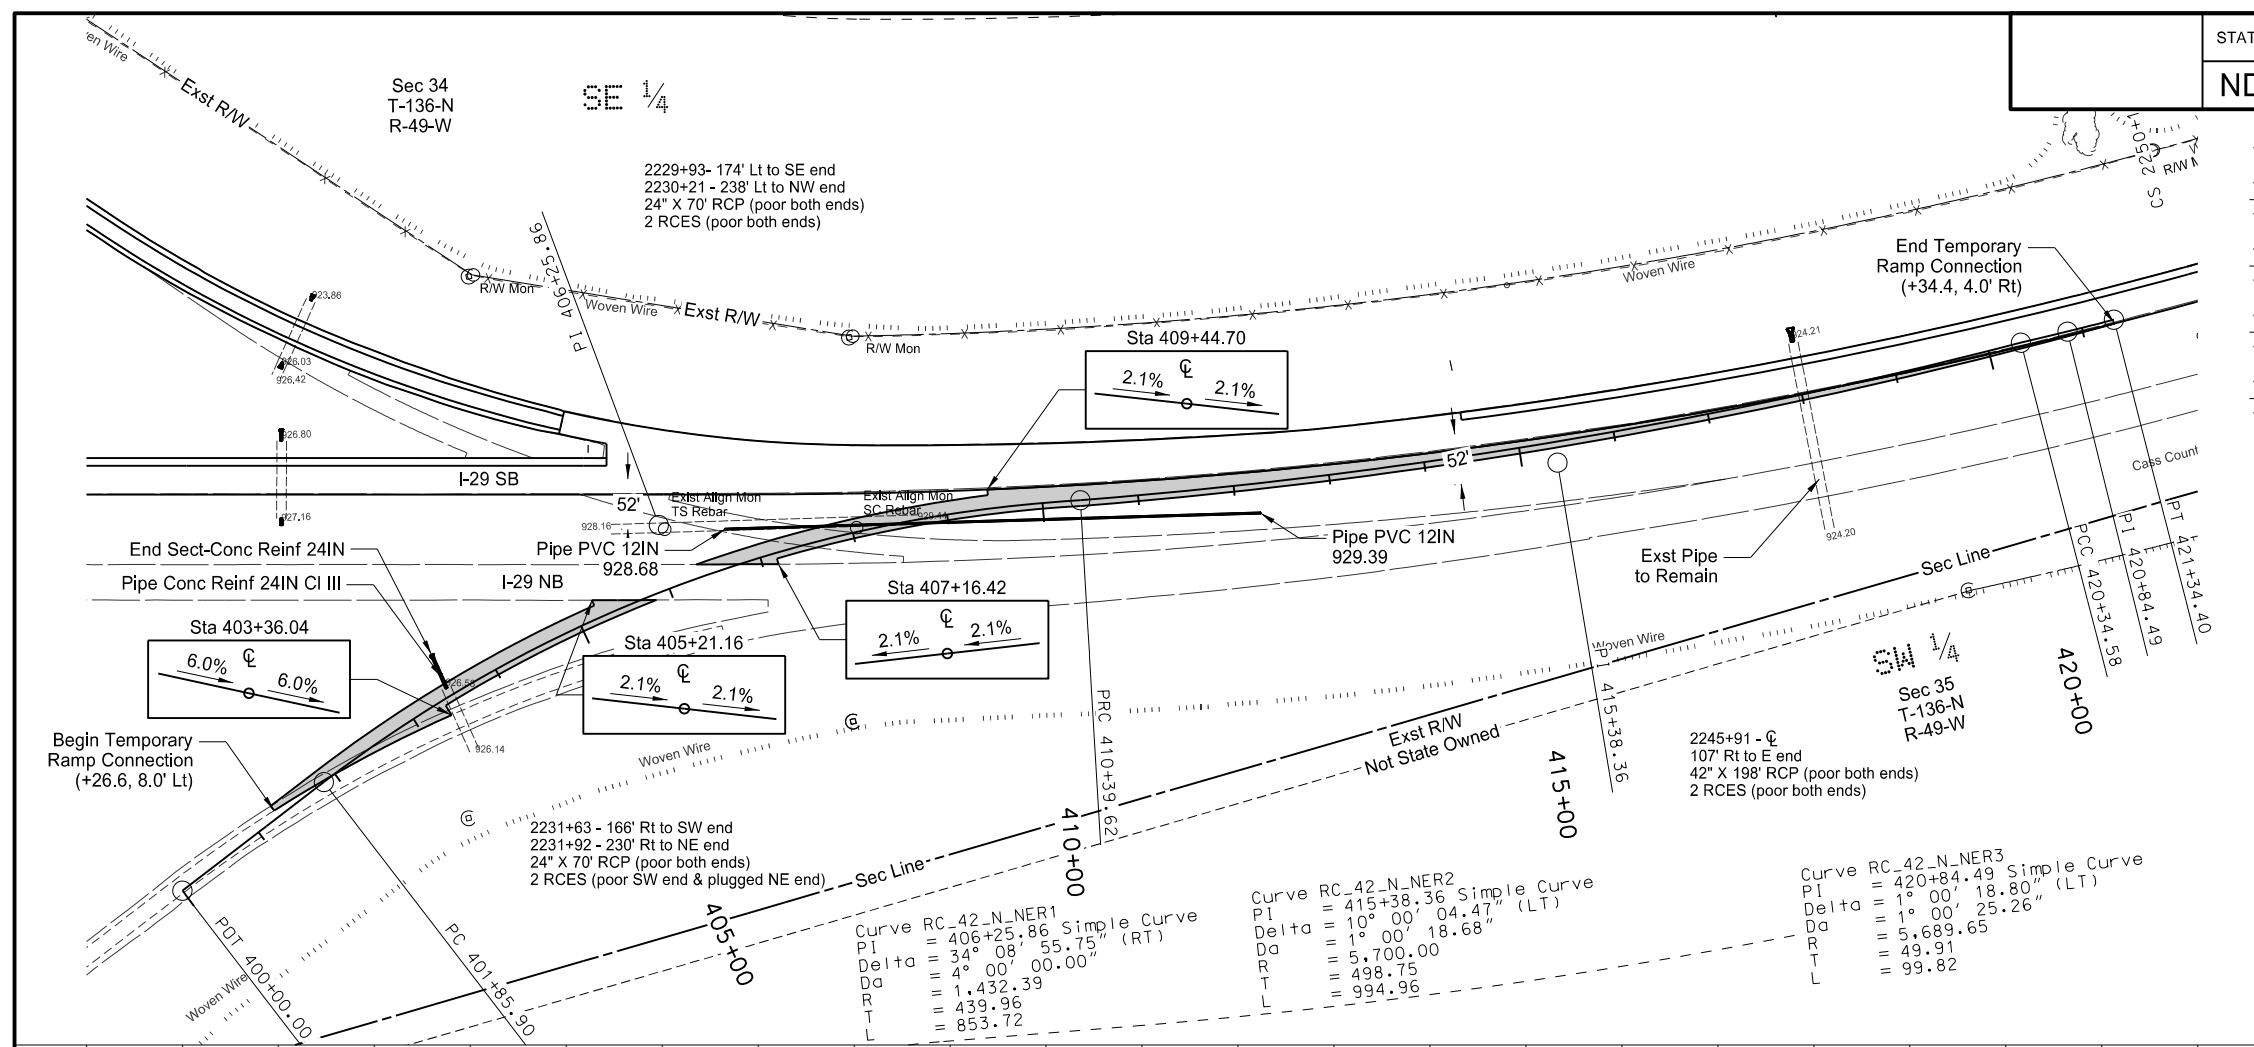 STAT
ND
Woven Wire
Exst R/W
Sec 34
T-136-N
R-49-W
SE 1/4
2229+93- 174' Lt to SE end
2230+21 - 238' Lt to NW end
24" X 70' RCP (poor both ends)
2 RCES (poor both ends)
PI 406+25.86
R/W Mon
Woven Wire
Exst R/W
R/W Mon
Woven Wire
R/W M
CS 2250+1
End Temporary
Ramp Connection
(+34.4, 4.0' Rt)
923.86
926.03
926.42
926.80
927.16
I-29 SB
52'
Exist Align Mon
TS Rebar
Exist Align Mon
SC Rebar
928.16
929.41
Sta 409+44.70
2.1% ℄ 2.1%
52'
924.21
924.20
Cass Count
Pipe PVC 12IN
928.68
Pipe PVC 12IN
929.39
Exst Pipe
to Remain
End Sect-Conc Reinf 24IN
Pipe Conc Reinf 24IN Cl III
I-29 NB
Sta 403+36.04
6.0% ℄ 6.0%
Sta 405+21.16
2.1% ℄ 2.1%
Sta 407+16.42
2.1% ℄ 2.1%
926.58
926.14
Begin Temporary
Ramp Connection
(+26.6, 8.0' Lt)
Woven Wire
Woven Wire
Sec Line
Exst R/W
Not State Owned
SW 1/4
Sec 35
T-136-N
R-49-W
PRC 410+39.62
PI 415+38.36
PCC 420+34.58
PI 420+84.49
PT 421+34.40
420+00
415+00
410+00
405+00
2245+91 - ℄
107' Rt to E end
42" X 198' RCP (poor both ends)
2 RCES (poor both ends)
2231+63 - 166' Rt to SW end
2231+92 - 230' Rt to NE end
24" X 70' RCP (poor both ends)
2 RCES (poor SW end & plugged NE end)
Sec Line
Woven Wire
POT 400+00.00
PC 401+85.90
Curve RC_42_N_NER1
PI = 406+25.86 Simple Curve
Delta = 34° 08' 55.75" (RT)
Da = 4° 00' 00.00"
R = 1,432.39
T = 439.96
L = 853.72
Curve RC_42_N_NER2
PI = 415+38.36 Simple Curve
Delta = 10° 00' 04.47" (LT)
Da = 1° 00' 18.68"
R = 5,700.00
T = 498.75
L = 994.96
Curve RC_42_N_NER3
PI = 420+84.49 Simple Curve
Delta = 1° 00' 18.80" (LT)
Da = 1° 00' 25.26"
R = 5,689.65
T = 49.91
L = 99.82